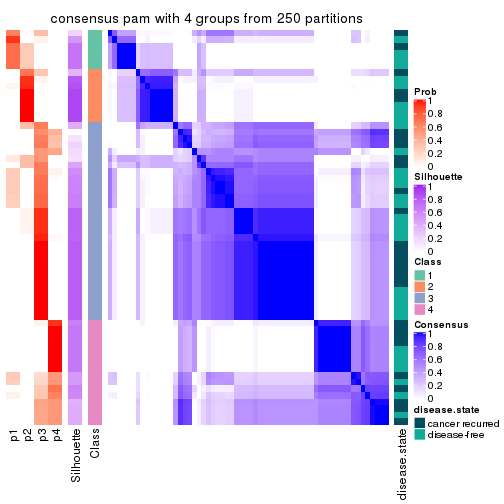 consensus pam with 4 groups from 250 partitions
Prob
1
0.8
0.6
0.4
0.2
0
Silhouette
1
0.8
0.6
0.4
0.2
0
Class
1
2
3
4
Consensus
1
0.8
0.6
0.4
0.2
0
disease.state
cancer recurred
disease-free
p1
p2
p3
p4
Silhouette
Class
disease.state